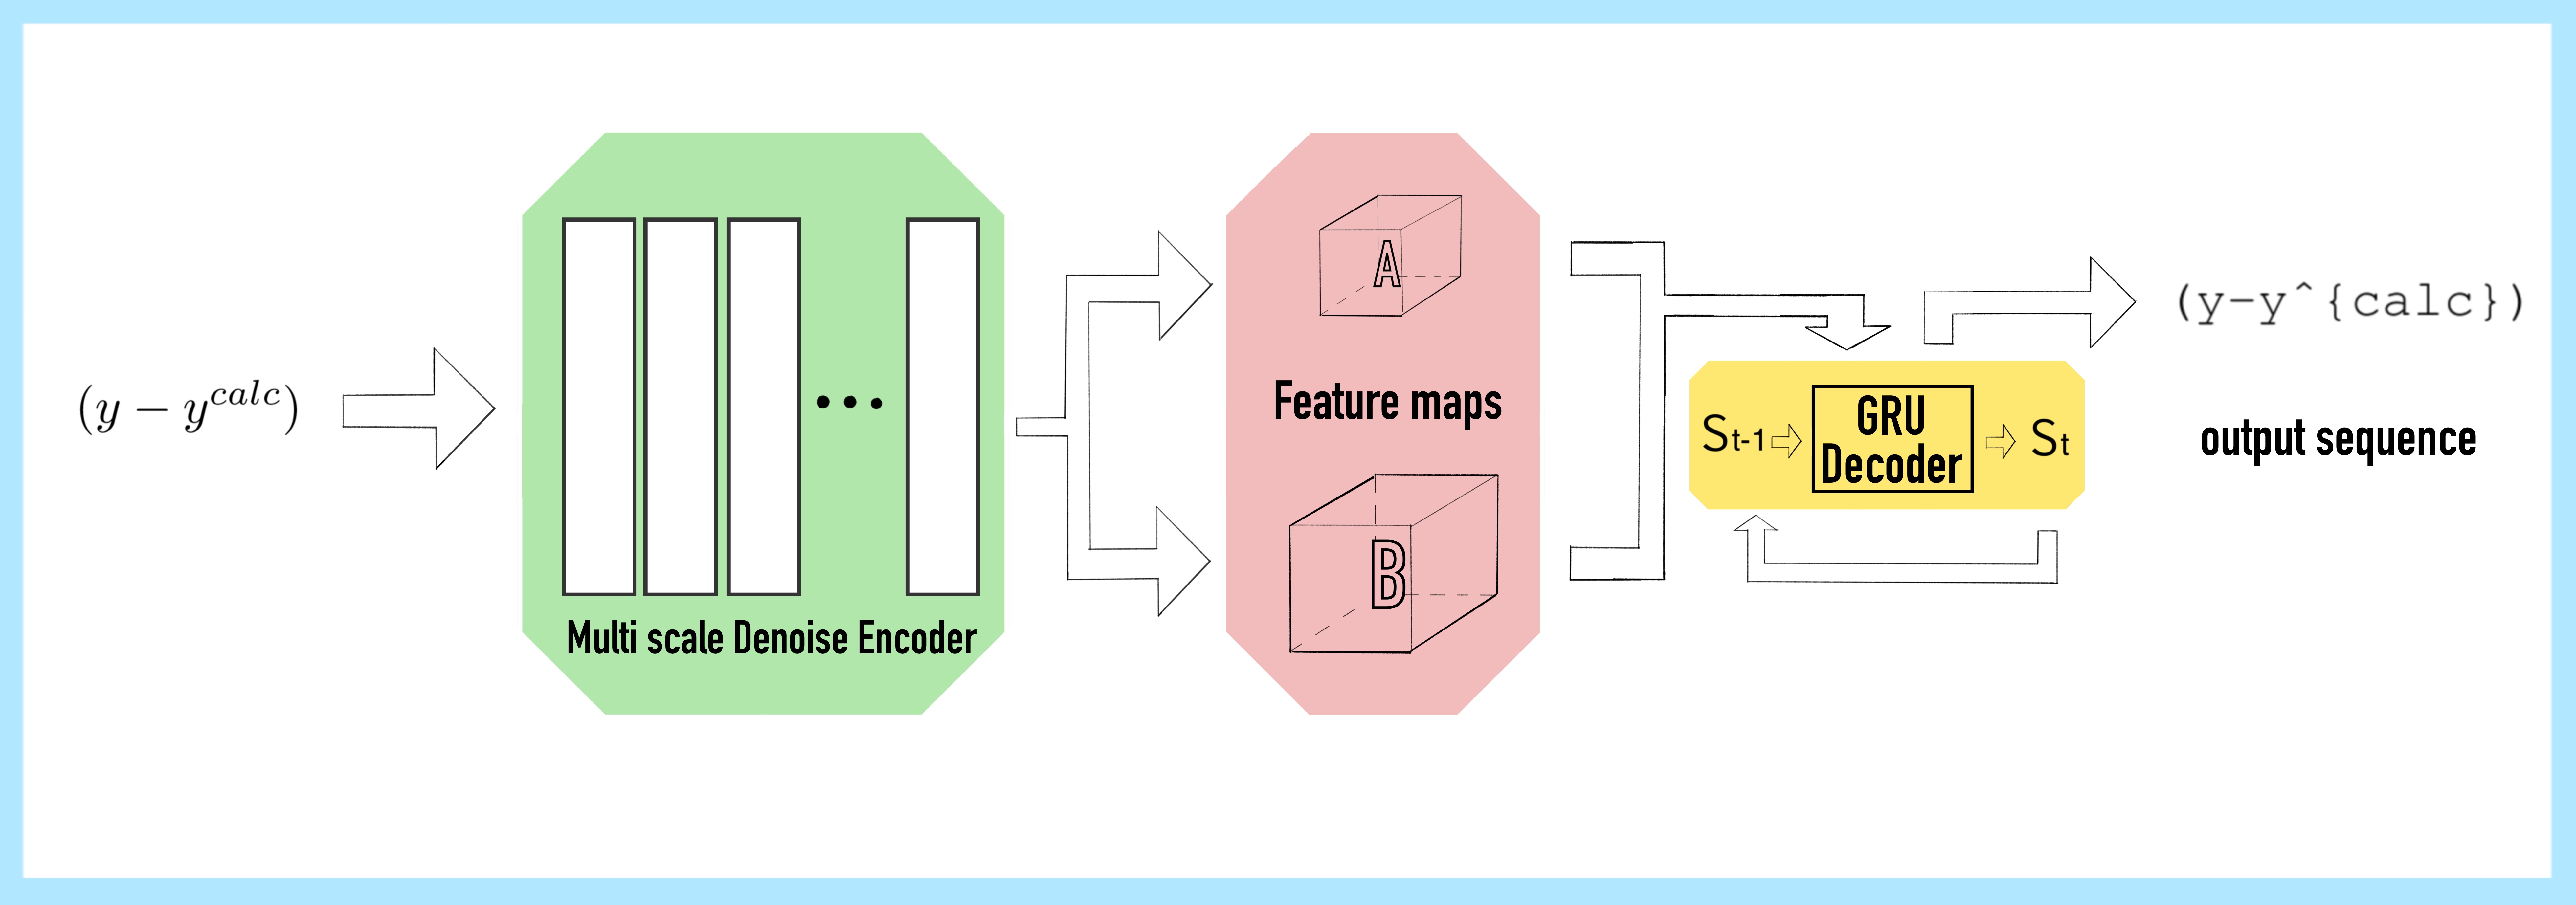 (y − y^{calc})
Multi scale Denoise Encoder
A
Feature maps
B
S_{t-1}
GRU
Decoder
S_t
(y-y^{calc})
output sequence